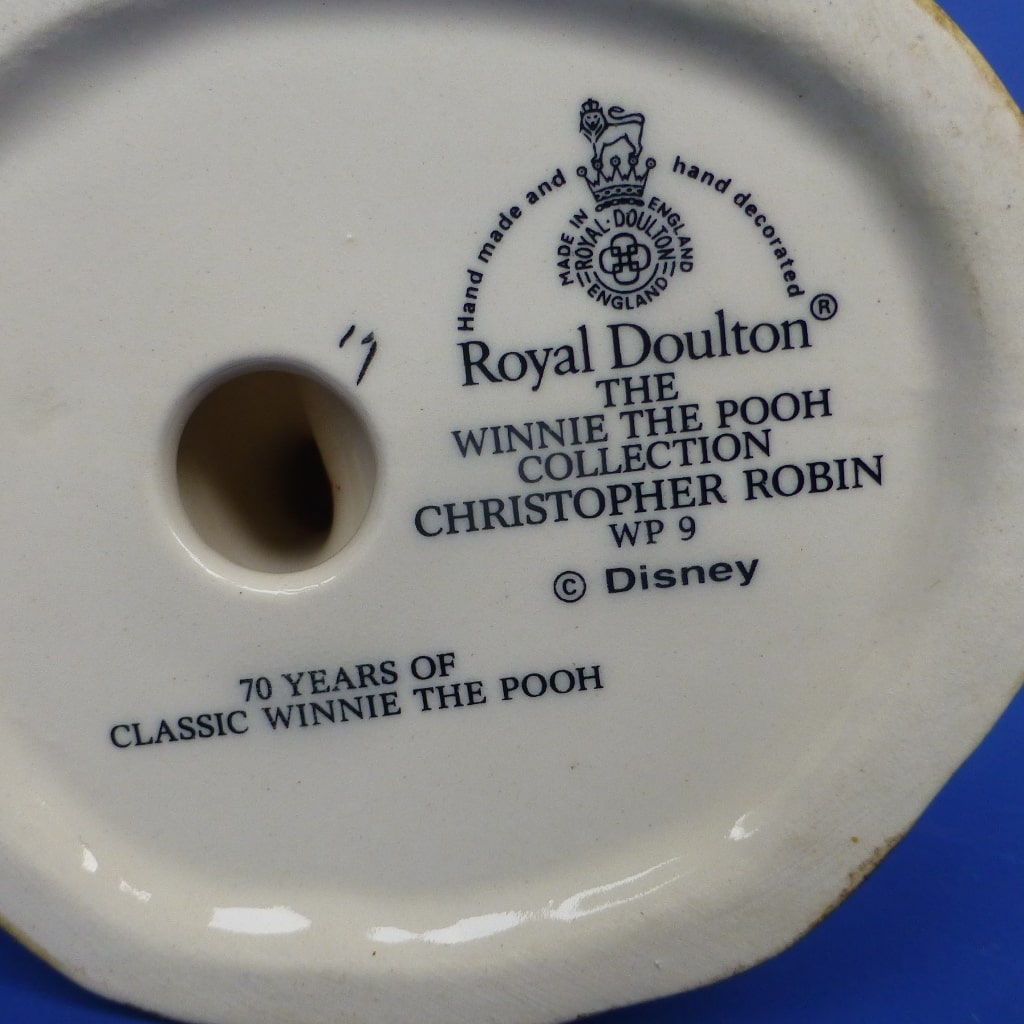 Hand made and hand decorated
MADE IN ENGLAND
ROYAL·DOULTON
ENGLAND
Royal Doulton®
THE
WINNIE THE POOH
COLLECTION
CHRISTOPHER ROBIN
WP 9
© Disney
70 YEARS OF
CLASSIC WINNIE THE POOH